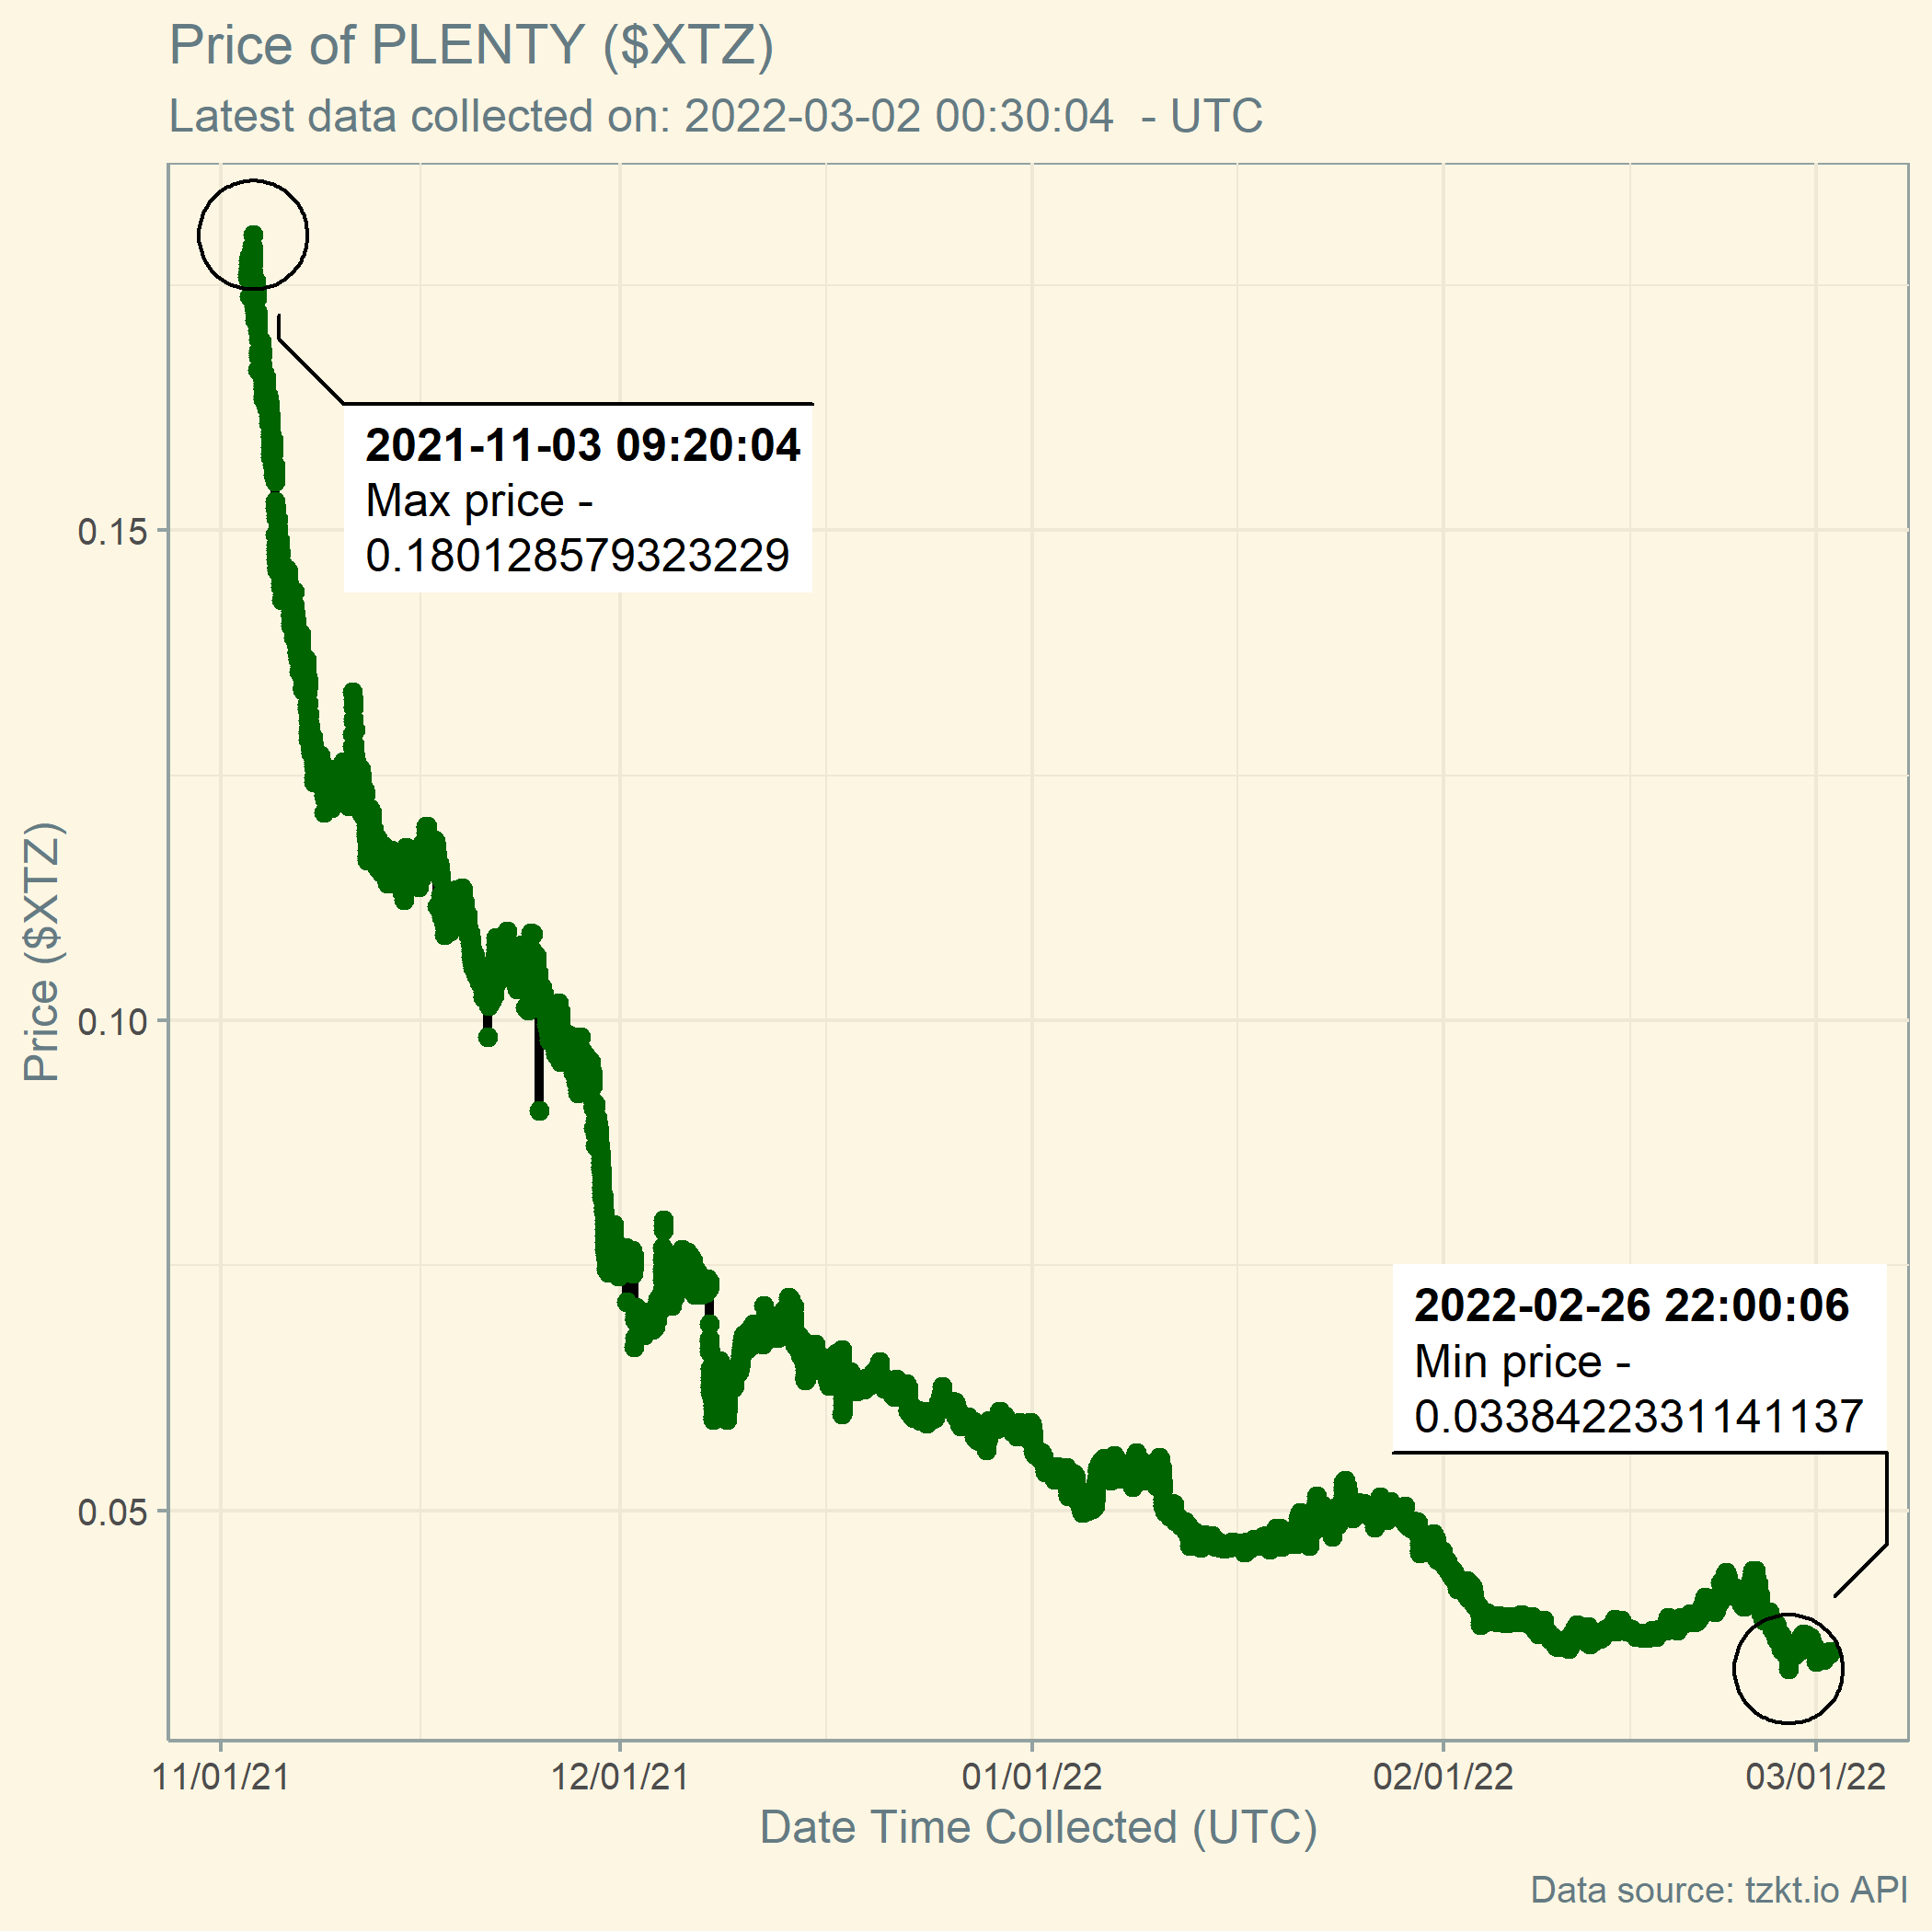 Price of PLENTY ($XTZ)
Latest data collected on: 2022-03-02 00:30:04  - UTC
2021-11-03 09:20:04
Max price -
0.180128579323229
0.15
0.10
0.05
Price ($XTZ)
2022-02-26 22:00:06
Min price -
0.0338422331141137
11/01/21
12/01/21
01/01/22
02/01/22
03/01/22
Date Time Collected (UTC)
Data source: tzkt.io API